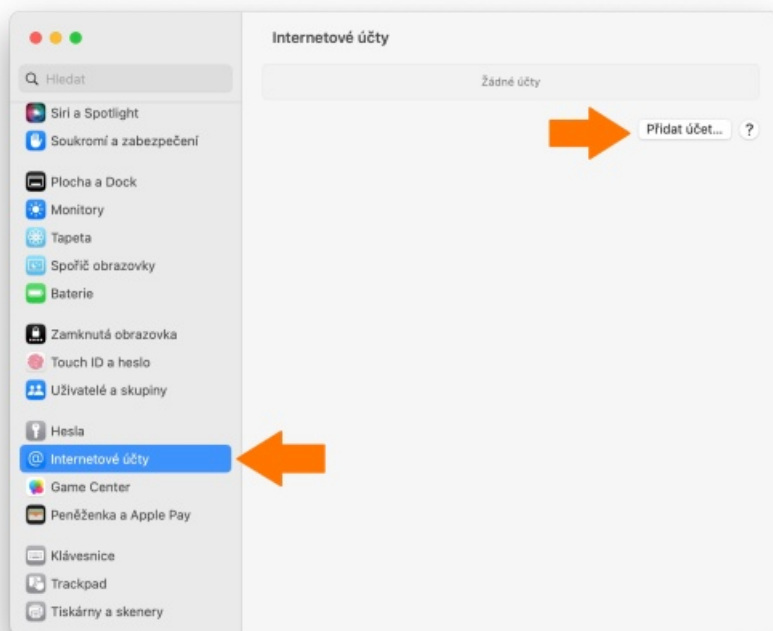 Internetové účty
Hledat
Žádné účty
Siri a Spotlight
Přidat účet...
?
Soukromí a zabezpečení
Plocha a Dock
Monitory
Tapeta
Spořič obrazovky
Baterie
Zamknutá obrazovka
Touch ID a heslo
Uživatelé a skupiny
Hesla
@ Internetové účty
Game Center
Peněženka a Apple Pay
Klávesnice
Trackpad
Tiskárny a skenery